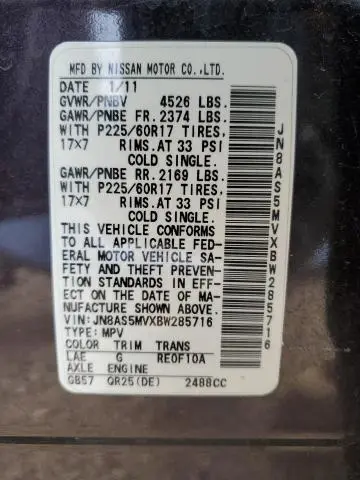 MFD BY NISSAN MOTOR CO.,LTD.
DATE 1/11
GVWR/PNBV 4526 LBS.
GAWR/PNBE FR. 2374 LBS.
WITH P225/60R17 TIRES,
17×7 RIMS.AT 33 PSI
COLD SINGLE.
GAWR/PNBE RR. 2169 LBS.
WITH P225/60R17 TIRES,
17×7 RIMS.AT 33 PSI
COLD SINGLE.
THIS VEHICLE CONFORMS
TO ALL APPLICABLE FED-
ERAL MOTOR VEHICLE SA-
FETY AND THEFT PREVEN-
TION STANDARDS IN EFF-
ECT ON THE DATE OF MA-
NUFACTURE SHOWN ABOVE.
VIN:JN8AS5MVXBW285716
TYPE: MPV
COLOR TRIM TRANS
LAE G RE0F10A
AXLE ENGINE
GB57 QR25(DE) 2488CC
JN8AS5MVXBW285716